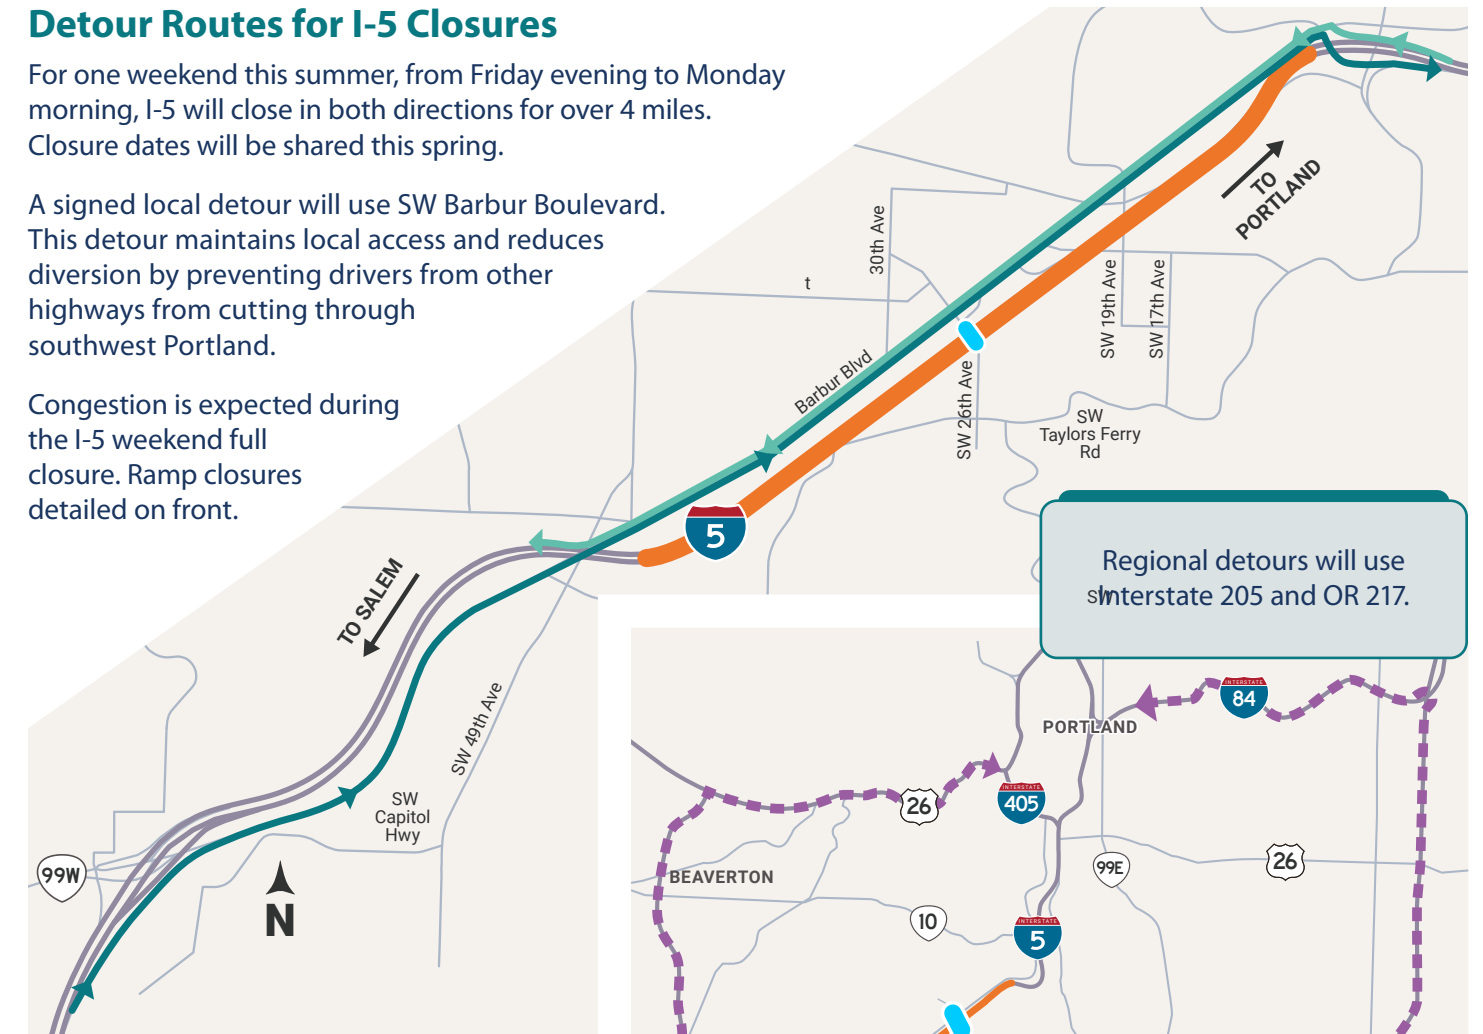 Detour Routes for I-5 Closures
For one weekend this summer, from Friday evening to Monday
morning, I-5 will close in both directions for over 4 miles.
Closure dates will be shared this spring.
A signed local detour will use SW Barbur Boulevard.
This detour maintains local access and reduces
diversion by preventing drivers from other
highways from cutting through
southwest Portland.
Congestion is expected during
the I-5 weekend full
closure. Ramp closures
detailed on front.
TO
PORTLAND
30th Ave
t
SW 19th Ave
SW 17th Ave
Barbur Blvd
SW 26th Ave
SW
Taylors Ferry
Rd
5
TO SALEM
SW 49th Ave
SW
Capitol
Hwy
99W
N
Regional detours will use
Interstate 205 and OR 217.
SW
INTERSTATE
84
PORTLAND
26
INTERSTATE
405
BEAVERTON
99E
26
10
INTERSTATE
5